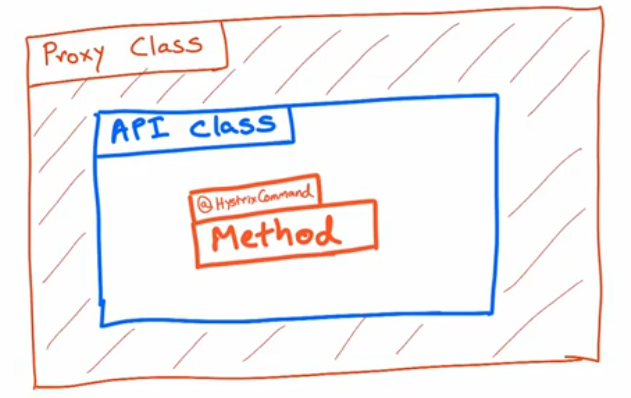 Proxy Class
API Class
@HystrixCommand
Method